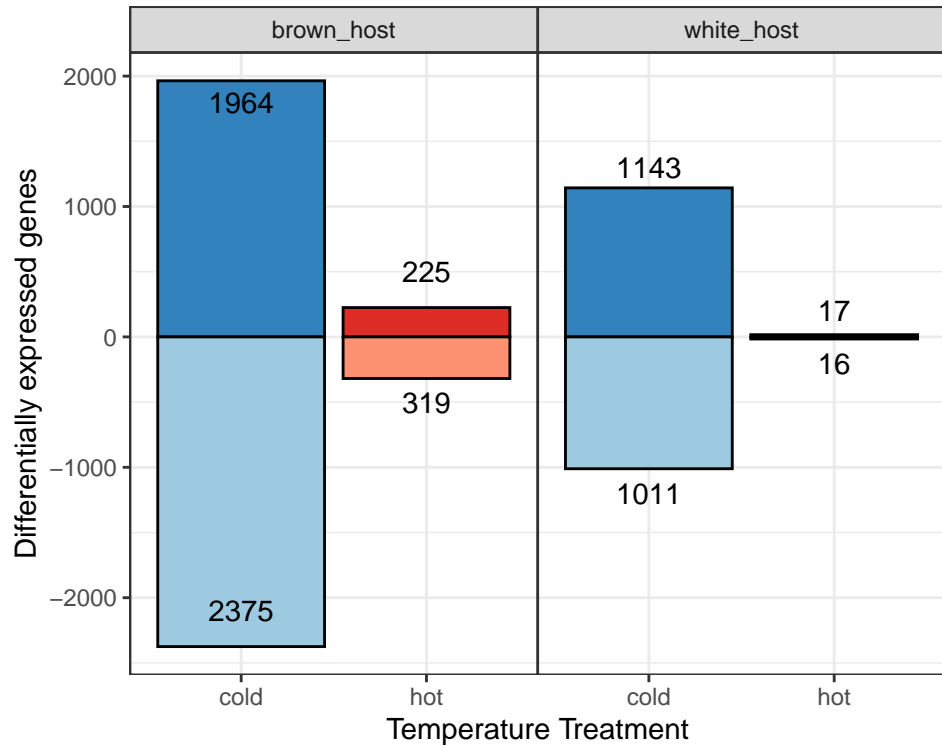 brown_host
white_host
Differentially expressed genes
2000
1000
0
−1000
−2000
1964
225
319
2375
1143
17
16
1011
cold
hot
cold
hot
Temperature Treatment